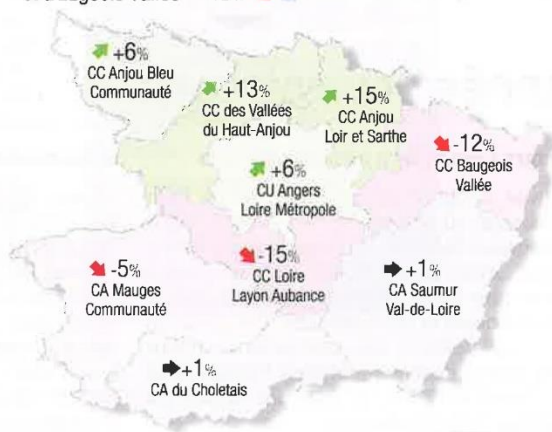 +6%
CC Anjou Bleu
Communauté
+13%
CC des Vallées
du Haut-Anjou
+15%
CC Anjou
Loir et Sarthe
-12%
CC Baugeois
Vallée
+6%
CU Angers
Loire Métropole
-5%
CA Mauges
Communauté
-15%
CC Loire
Layon Aubance
+1%
CA Saumur
Val-de-Loire
+1%
CA du Choletais